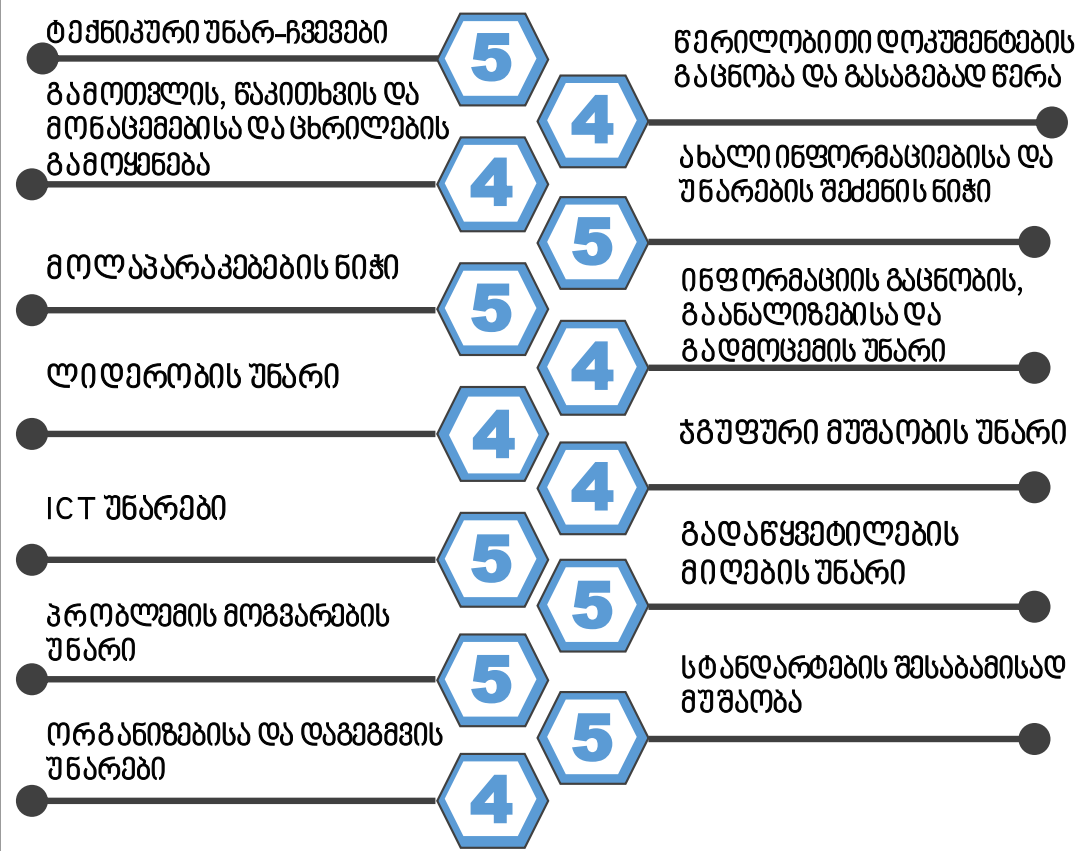 ტექნიკური უნარ-ჩვევები
5
წერილობითი დოკუმენტების
გაცნობა და გასაგებად წერა
4
გამოთვლის, წაკითხვის და
მონაცემებისა და ცხრილების
გამოყენება
4
ახალი ინფორმაციებისა და
უნარების შეძენის ნიჭი
5
მოლაპარაკებების ნიჭი
5
ინფორმაციის გაცნობის,
გაანალიზებისა და
გადმოცემის უნარი
4
ლიდერობის უნარი
4
ჯგუფური მუშაობის უნარი
4
ICT უნარები
5
გადაწყვეტილების
მიღების უნარი
5
პრობლემის მოგვარების
უნარი
5
სტანდარტების შესაბამისად
მუშაობა
5
ორგანიზებისა და დაგეგმვის
უნარები
4